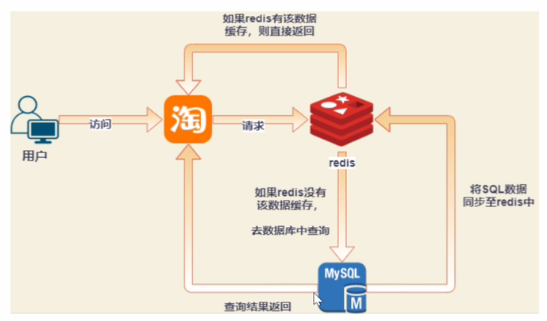 如果redis有该数据
缓存，则直接返回
淘
访问
请求
用户
redis
如果redis没有
该数据缓存，
去数据库中查询
将SQL数据
同步至redis中
MySQL
M
查询结果返回